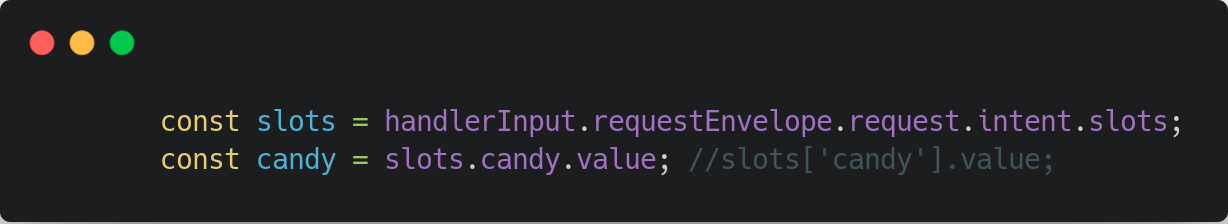 const slots = handlerInput.requestEnvelope.request.intent.slots;
const candy = slots.candy.value; //slots['candy'].value;